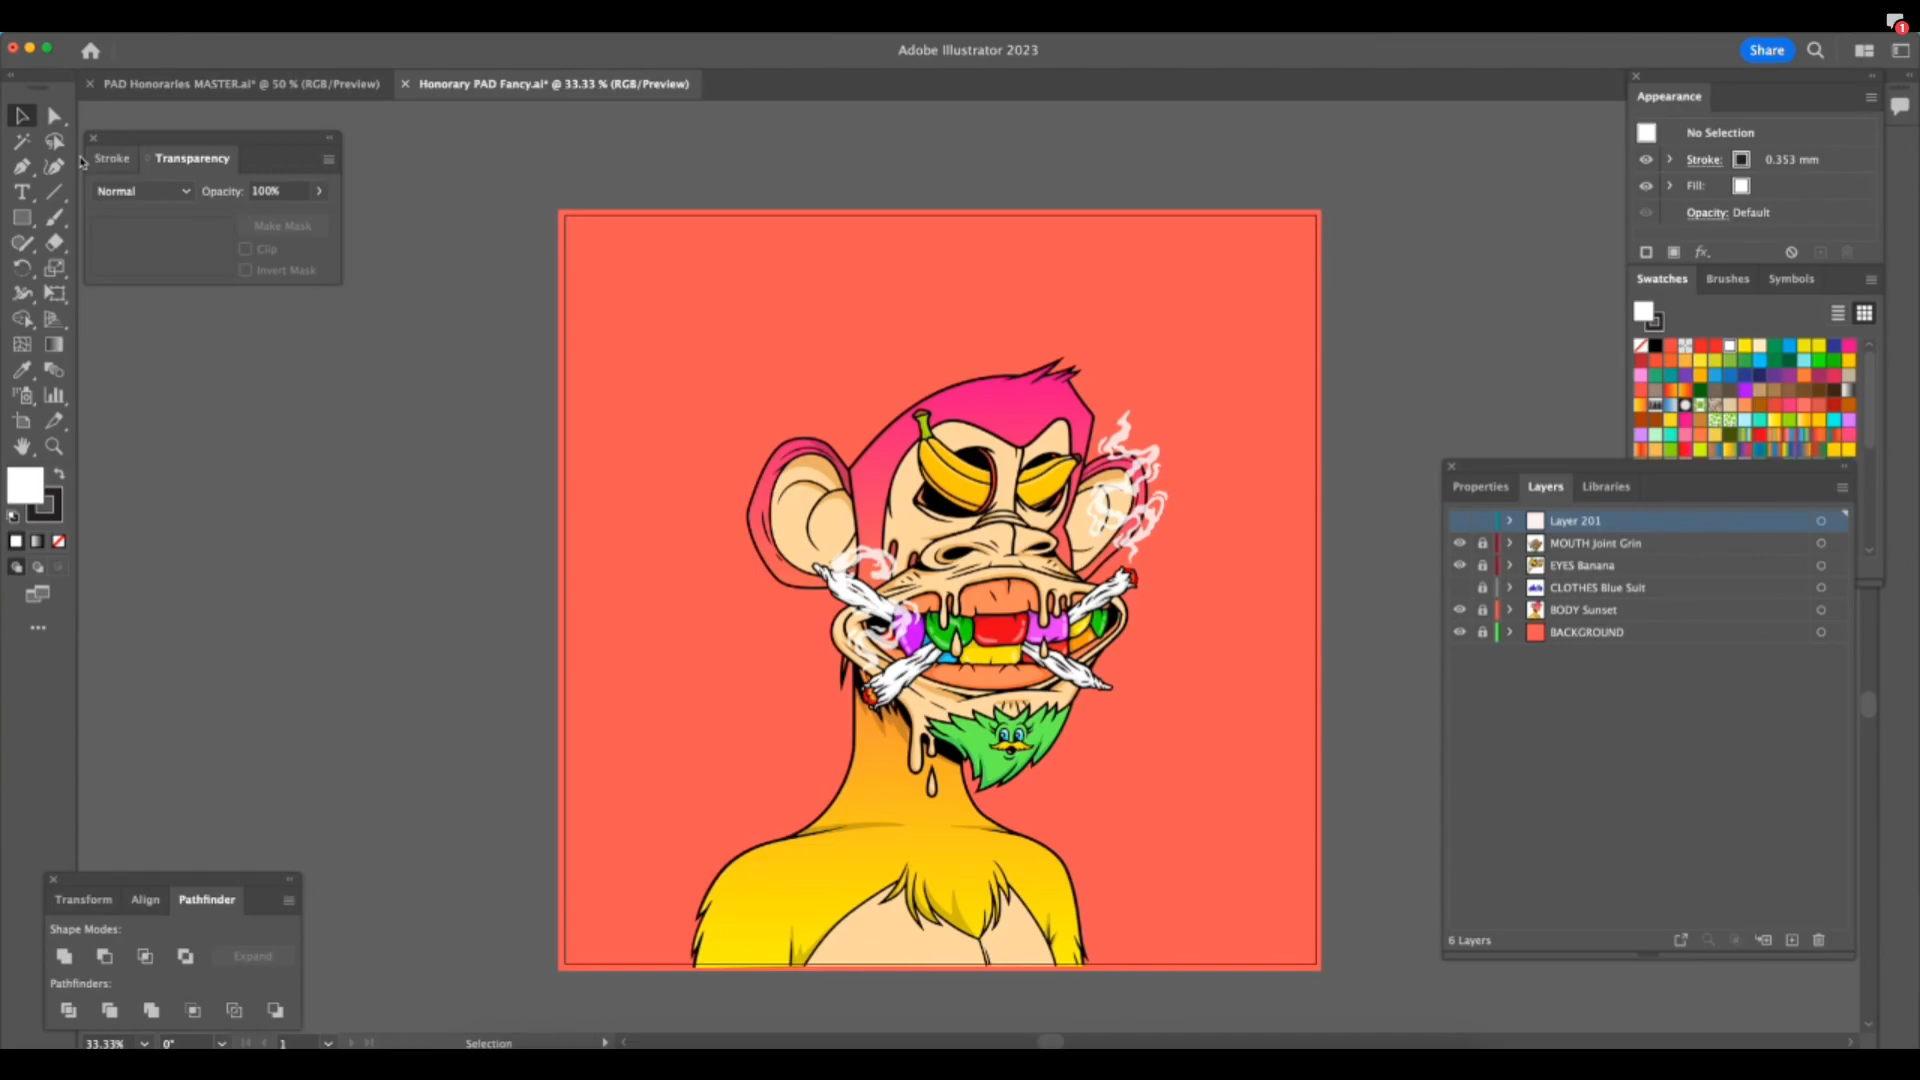 1
Adobe Illustrator 2023
Share
PAD Honoraries MASTER.ai* @ 50 % (RGB/Preview)
Honorary PAD Fancy.ai* @ 33.33 % (RGB/Preview)
Stroke
Transparency
Normal
Opacity:
100%
Make Mask
Clip
Invert Mask
Appearance
No Selection
Stroke:
0.353 mm
Fill:
Opacity: Default
fx
Swatches
Brushes
Symbols
Properties
Layers
Libraries
Layer 201
MOUTH Joint Grin
EYES Banana
CLOTHES Blue Suit
BODY Sunset
BACKGROUND
6 Layers
Transform
Align
Pathfinder
Shape Modes:
Expand
Pathfinders:
33.33%
0°
1
Selection